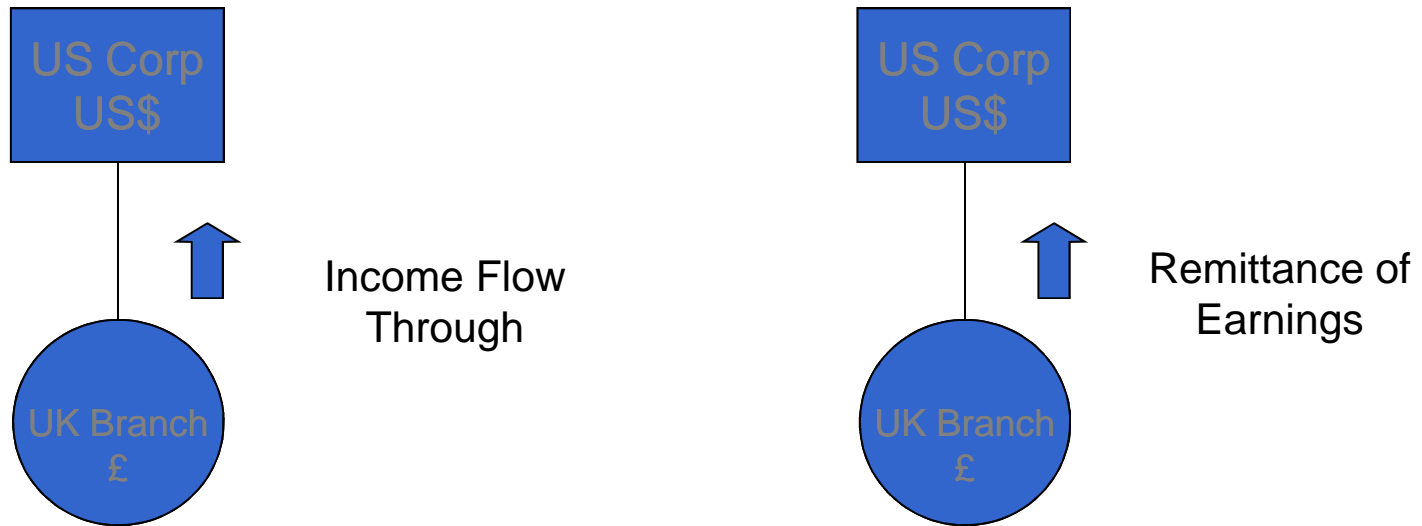 US Corp
US$
Income Flow
Through
UK Branch
£
US Corp
US$
Remittance of
Earnings
UK Branch
£